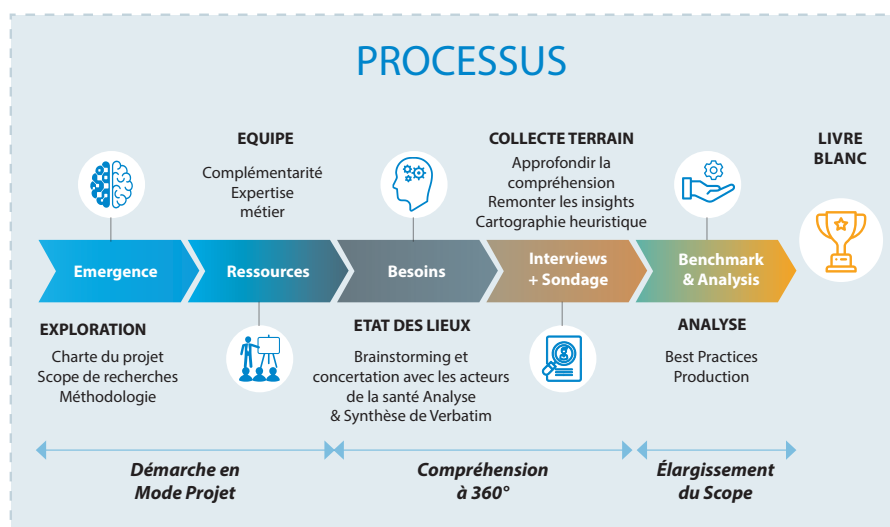 PROCESSUS
EQUIPE
Complémentarité
Expertise
métier
COLLECTE TERRAIN
Approfondir la
compréhension
Remonter les insights
Cartographie heuristique
LIVRE
BLANC
Emergence
Ressources
Besoins
Interviews
+ Sondage
Benchmark
& Analysis
EXPLORATION
Charte du projet
Scope de recherches
Méthodologie
ETAT DES LIEUX
Brainstorming et
concertation avec les acteurs
de la santé Analyse
& Synthèse de Verbatim
ANALYSE
Best Practices
Production
Démarche en
Mode Projet
Compréhension
à 360°
Élargissement
du Scope